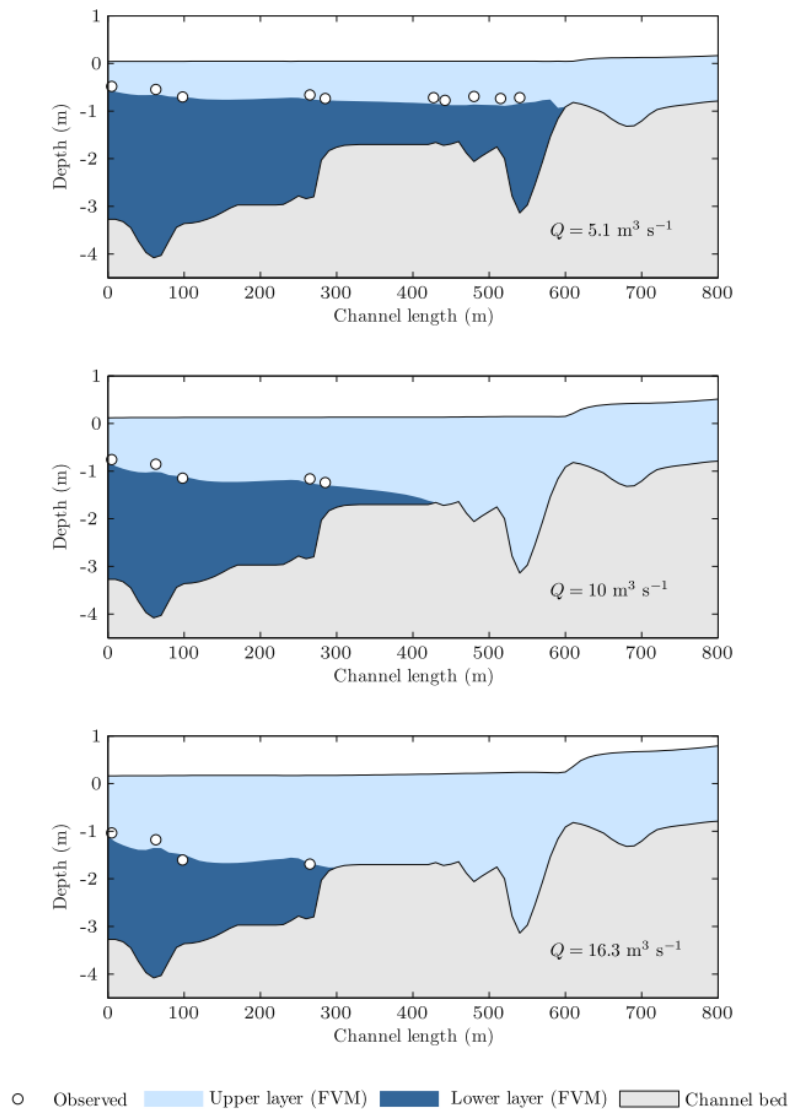 1
0
-1
-2
-3
-4
Depth (m)
0 100 200 300 400 500 600 700 800
Channel length (m)
Q = 5.1 m³ s⁻¹
1
0
-1
-2
-3
-4
Depth (m)
0 100 200 300 400 500 600 700 800
Channel length (m)
Q = 10 m³ s⁻¹
1
0
-1
-2
-3
-4
Depth (m)
0 100 200 300 400 500 600 700 800
Channel length (m)
Q = 16.3 m³ s⁻¹
Observed Upper layer (FVM) Lower layer (FVM) Channel bed